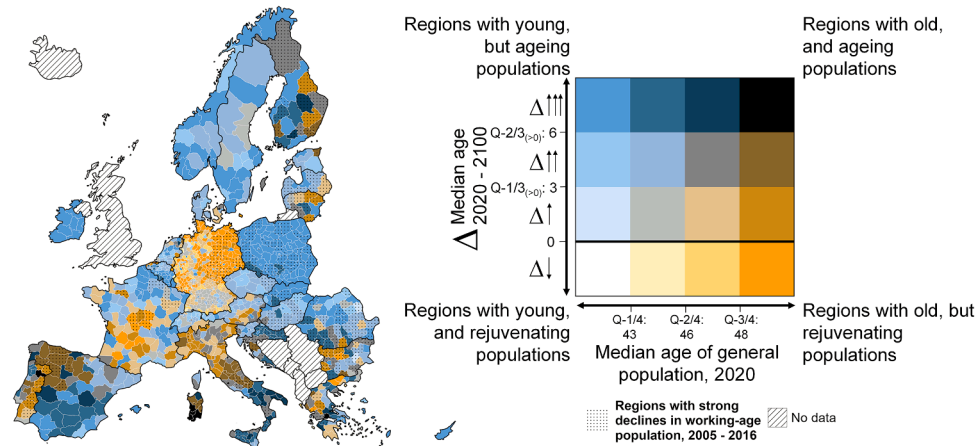 Regions with young,
but ageing
populations
Regions with old,
and ageing
populations
Δ Median age
2020 - 2100
Δ↑↑↑
Q-2/3(>0): 6
Δ↑↑
Q-1/3(>0): 3
Δ↑
0
Δ↓
Regions with young,
and rejuvenating
populations
Q-1/4:
43
Q-2/4:
46
Q-3/4:
48
Median age of general
population, 2020
Regions with old, but
rejuvenating
populations
Regions with strong
declines in working-age
population, 2005 - 2016
No data